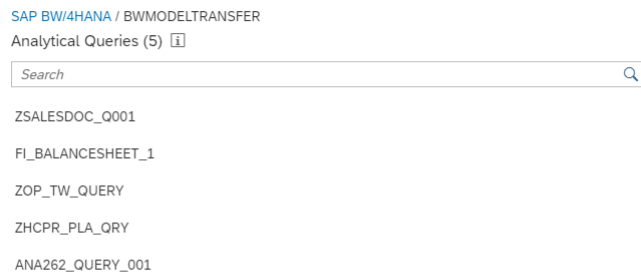 SAP BW/4HANA / BWMODELTRANSFER
Analytical Queries (5)
Search
ZSALESDOC_Q001
FI_BALANCESHEET_1
ZOP_TW_QUERY
ZHCPR_PLA_QRY
ANA262_QUERY_001